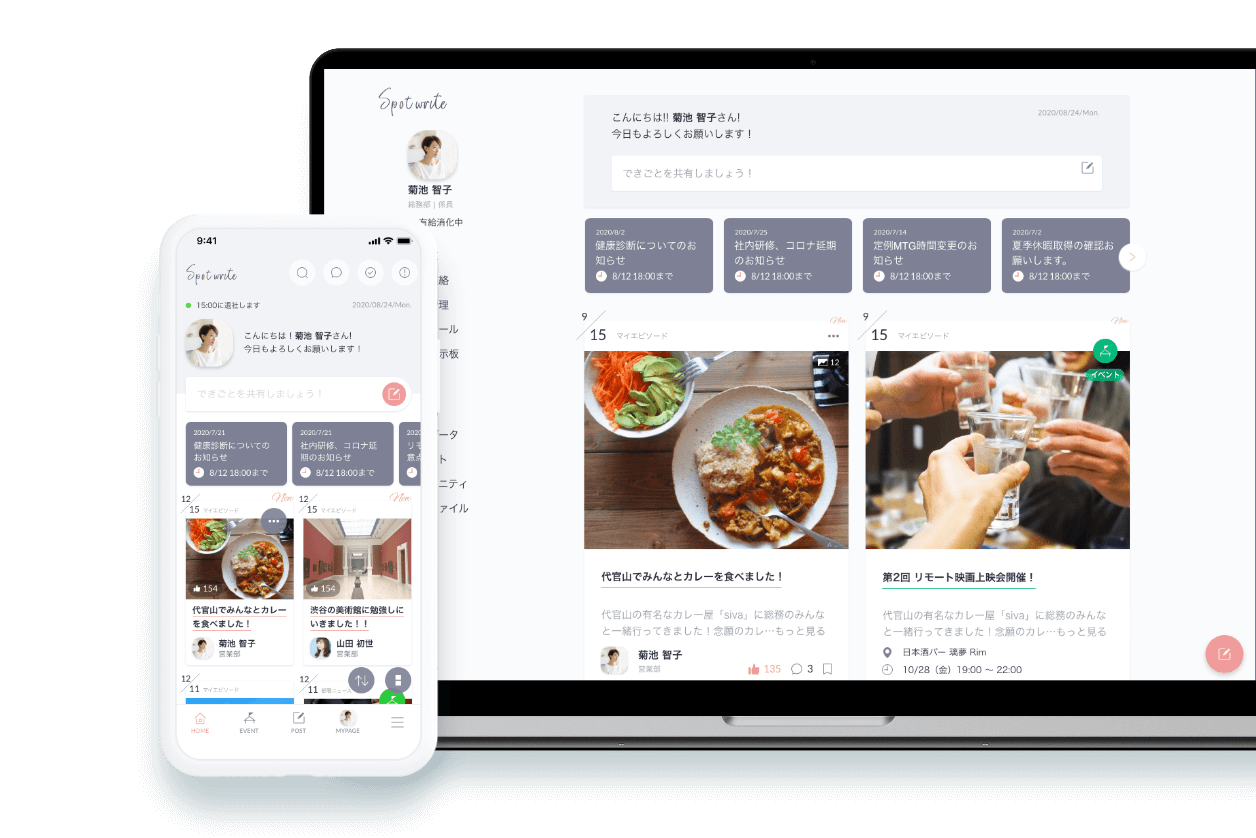 Spot write
菊池 智子
総務部 | 係員
有給消化中
絡
理
ール
示板
ータ
ト
ニティ
ァイル
こんにちは!! 菊池 智子さん!
今日もよろしくお願いします！
2020/08/24/Mon.
できごとを共有しましょう！
2020/8/2
健康診断についてのお
知らせ
8/12 18:00まで
2020/7/25
社内研修、コロナ延期
のお知らせ
8/12 18:00まで
2020/7/14
定例MTG時間変更のお
知らせ
8/12 18:00まで
2020/7/2
夏季休暇取得の確認お
願いします。
8/12 18:00まで
9/15 マイエピソード
New
12
代官山でみんなとカレーを食べました！
代官山の有名なカレー屋「siva」に総務のみんな
と一緒行ってきました！念願のカレ…もっと見る
菊池 智子
営業部
135
3
9/15 マイエピソード
New
イベント
第2回 リモート映画上映会開催！
代官山の有名なカレー屋「siva」に総務のみんな
と一緒行ってきました！念願のカレ…もっと見る
日本酒バー 璃夢 Rim
10/28（金）19:00 〜 22:00
9:41
Spot write
15:00に退社します
2020/08/24/Mon.
こんにちは！菊池 智子さん!
今日もよろしくお願いします！
できごとを共有しましょう！
2020/7/21
健康診断についての
お知らせ
8/12 18:00まで
2020/7/21
社内研修、コロナ延
期のお知らせ
8/12 18:00まで
2020/
リモ
意点
12/15 マイエピソード
New
154
代官山でみんなとカレー
を食べました！
菊池 智子
営業部
12/15 マイエピソード
New
154
渋谷の美術館に勉強しに
いきました！！
山田 初世
営業部
12/11 マイエピソード
12/11 部署ニュース
HOME
EVENT
POST
MYPAGE